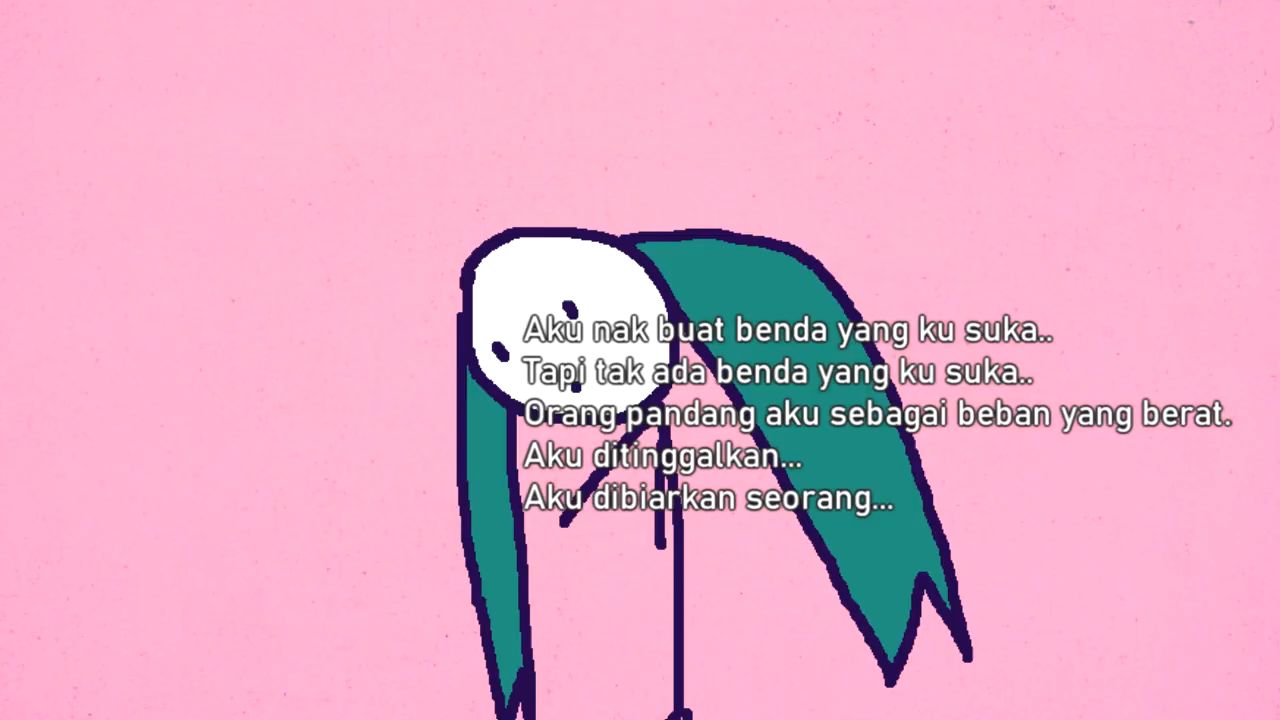 Aku nak buat benda yang ku suka..
Tapi tak ada benda yang ku suka..
Orang pandang aku sebagai beban yang berat.
Aku ditinggalkan...
Aku dibiarkan seorang...